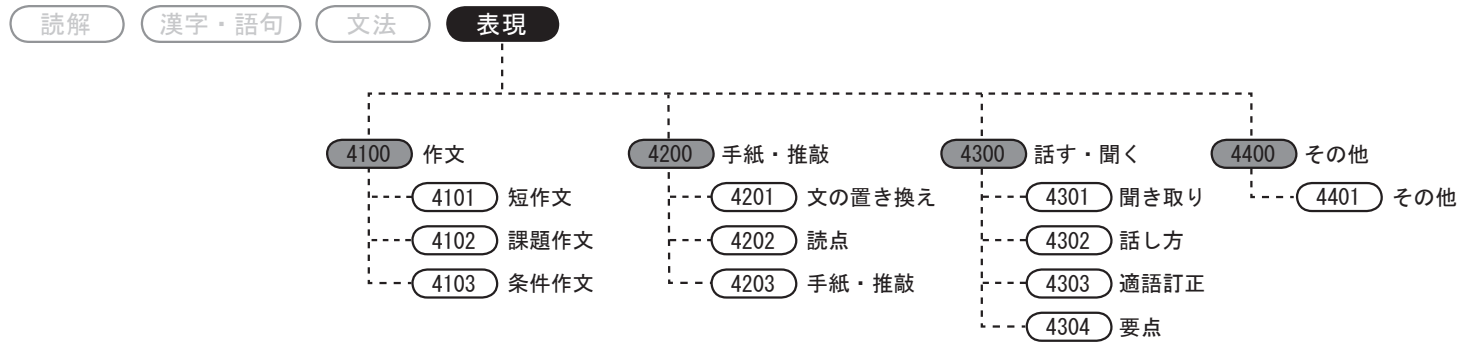 読解 漢字・語句 文法 表現
4100 作文 4200 手紙・推敲 4300 話す・聞く 4400 その他
4101 短作文 4201 文の置き換え 4301 聞き取り 4401 その他
4102 課題作文 4202 読点 4302 話し方
4103 条件作文 4203 手紙・推敲 4303 適語訂正
4304 要点